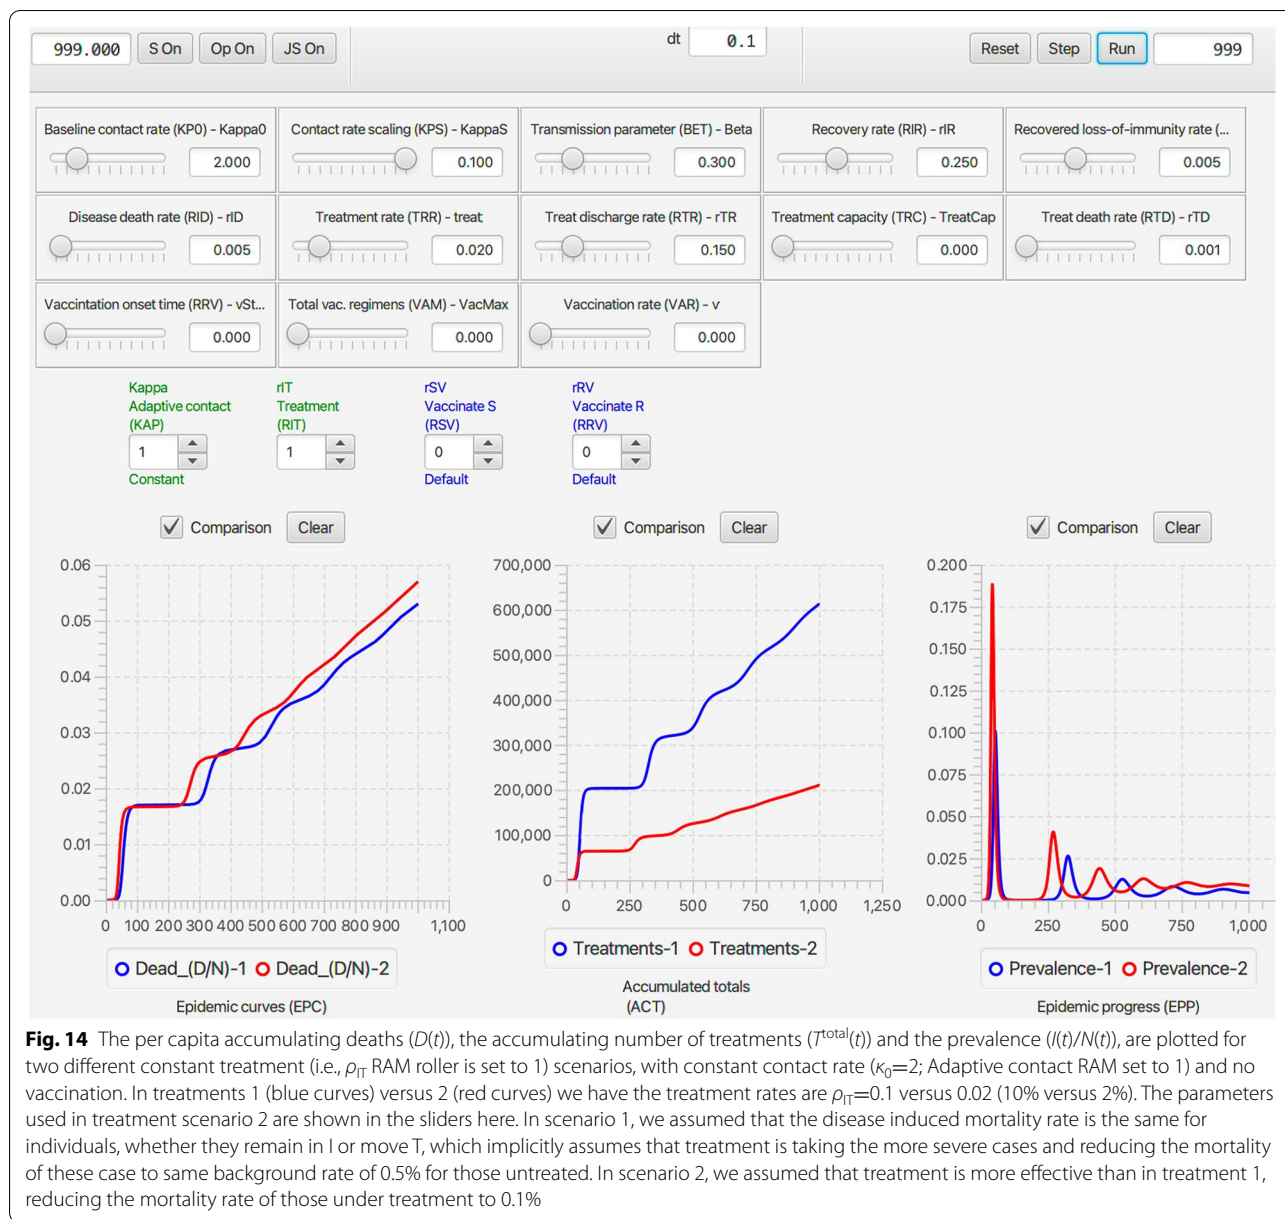 999.000 S On Op On JS On dt 0.1 Reset Step Run 999
Baseline contact rate (KP0) - Kappa0 Contact rate scaling (KPS) - KappaS Transmission parameter (BET) - Beta Recovery rate (RIR) - rIR Recovered loss-of-immunity rate (...
2.000 0.100 0.300 0.250 0.005
Disease death rate (RID) - rID Treatment rate (TRR) - treat Treat discharge rate (RTR) - rTR Treatment capacity (TRC) - TreatCap Treat death rate (RTD) - rTD
0.005 0.020 0.150 0.000 0.001
Vaccintation onset time (RRV) - vSt... Total vac. regimens (VAM) - VacMax Vaccination rate (VAR) - v
0.000 0.000 0.000
Kappa rIT rSV rRV
Adaptive contact Treatment Vaccinate S Vaccinate R
(KAP) (RIT) (RSV) (RRV)
1 1 0 0
Constant Default Default
Comparison Clear Comparison Clear Comparison Clear
0.06
0.05
0.04
0.03
0.02
0.01
0.00
0 100 200 300 400 500 600 700 800 900 1,100
Dead_(D/N)-1 Dead_(D/N)-2
Epidemic curves (EPC)
700,000
600,000
500,000
400,000
300,000
200,000
100,000
0
0 250 500 750 1,000 1,250
Treatments-1 Treatments-2
Accumulated totals
(ACT)
0.200
0.175
0.150
0.125
0.100
0.075
0.050
0.025
0.000
0 250 500 750 1,000
Prevalence-1 Prevalence-2
Epidemic progress (EPP)
Fig. 14 The per capita accumulating deaths (D(t)), the accumulating number of treatments (T^total(t)) and the prevalence (I(t)/N(t)), are plotted for
two different constant treatment (i.e., ρ_IT RAM roller is set to 1) scenarios, with constant contact rate (κ₀=2; Adaptive contact RAM set to 1) and no
vaccination. In treatments 1 (blue curves) versus 2 (red curves) we have the treatment rates are ρ_IT=0.1 versus 0.02 (10% versus 2%). The parameters
used in treatment scenario 2 are shown in the sliders here. In scenario 1, we assumed that the disease induced mortality rate is the same for
individuals, whether they remain in I or move T, which implicitly assumes that treatment is taking the more severe cases and reducing the mortality
of these case to same background rate of 0.5% for those untreated. In scenario 2, we assumed that treatment is more effective than in treatment 1,
reducing the mortality rate of those under treatment to 0.1%